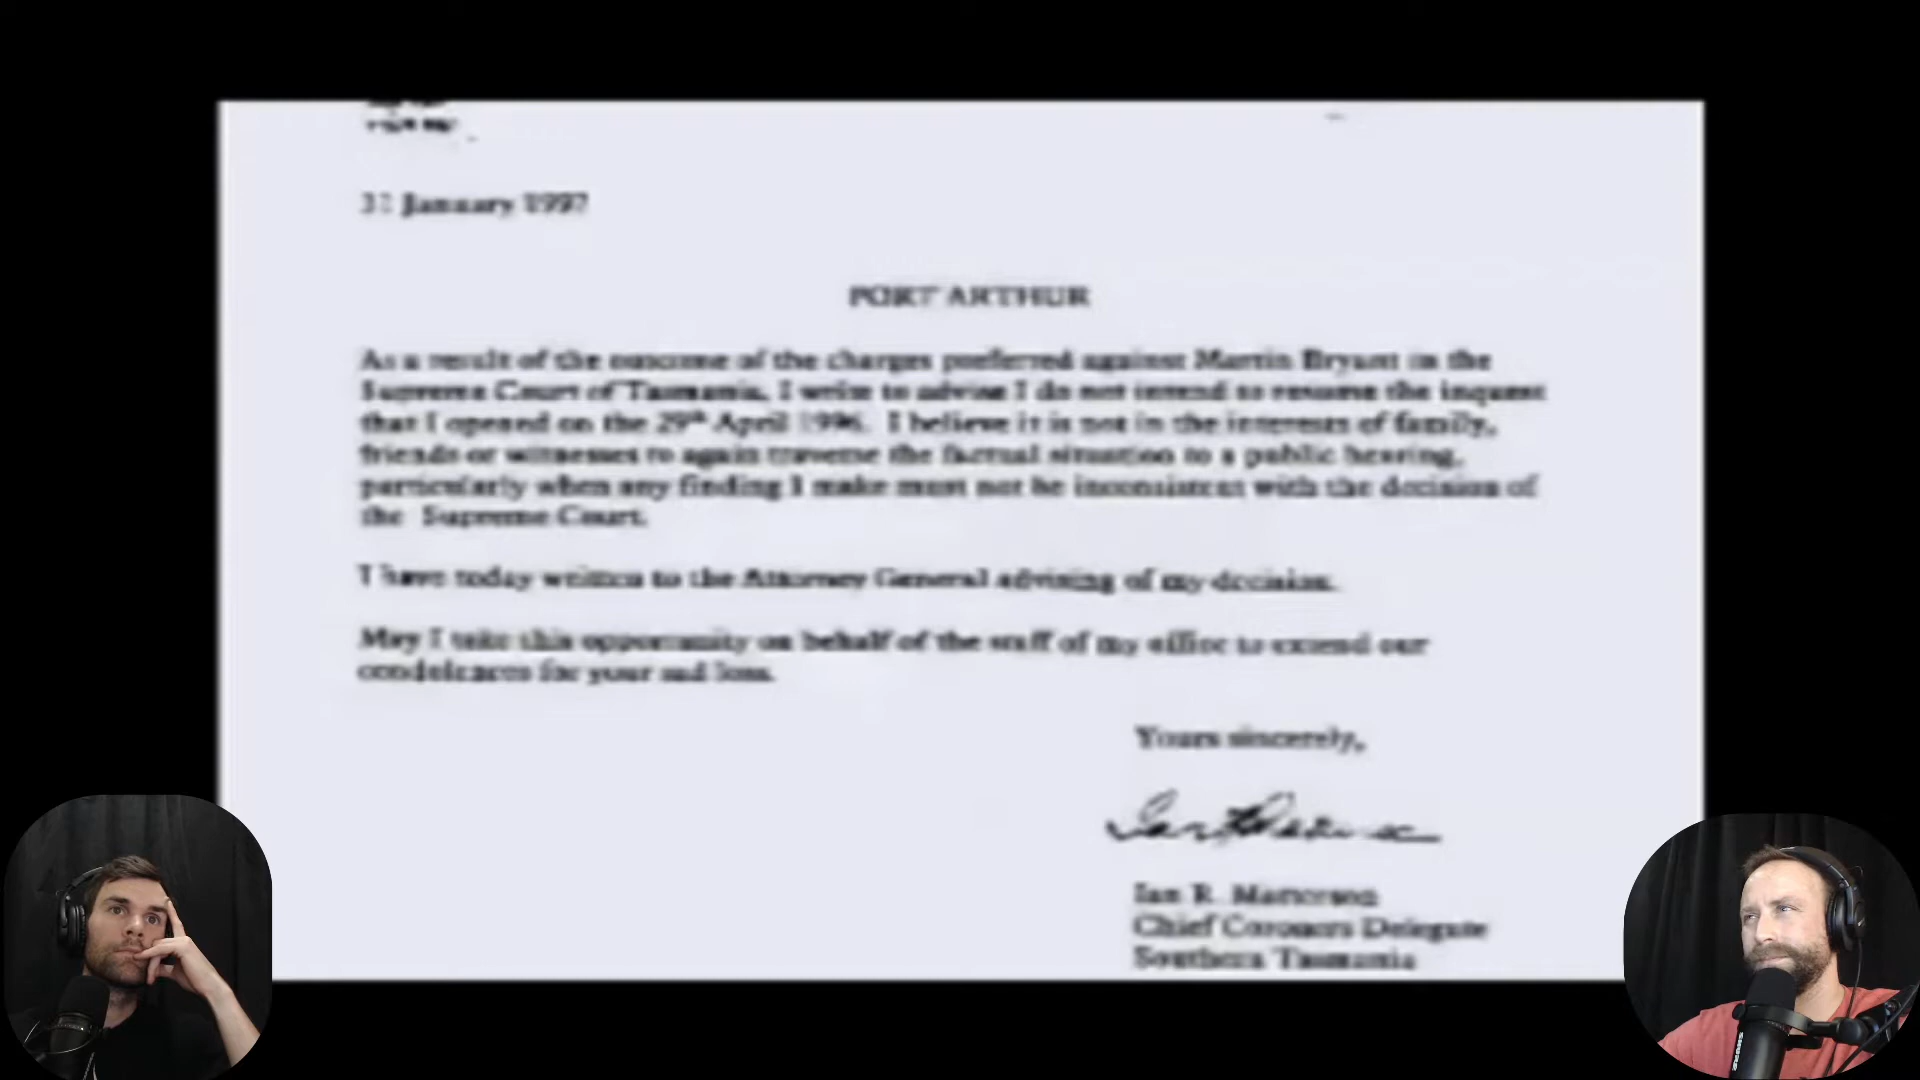 January 1997
PORT ARTHUR
As a result of the outcome of the charges preferred against Martin Bryant in the
Supreme Court of Tasmania, I write to advise I do not intend to resume the inquest
that I opened on the 29th April 1996. I believe it is not in the interests of family,
friends or witnesses to again traverse the factual situation to a public hearing,
particularly when any finding I make must not be inconsistent with the decision of
the Supreme Court.
I have today written to the Attorney General advising of my decision.
May I take this opportunity on behalf of the staff of my office to extend our
condolences for your sad loss.
Yours sincerely,
Ian R. Matterson
Chief Coroners Delegate
Southern Tasmania